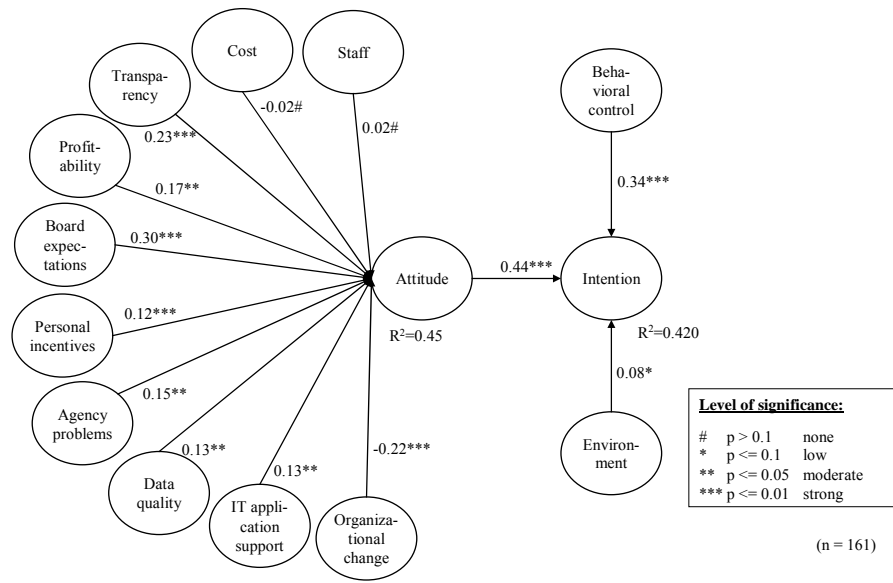 Cost
Staff
Transpa-
rency
Behavioral
control
-0.02#
0.02#
0.23***
Profit-
ability
0.17**
0.34***
Board
expec-
tations
0.30***
Attitude
0.44***
Intention
Personal
incentives
0.12***
R²=0.45
R²=0.420
0.08*
Agency
problems
0.15**
Level of significance:
# p > 0.1 none
* p <= 0.1 low
** p <= 0.05 moderate
*** p <= 0.01 strong
Data
quality
0.13**
0.13**
-0.22***
Environ-
ment
IT appli-
cation
support
Organiza-
tional
change
(n = 161)